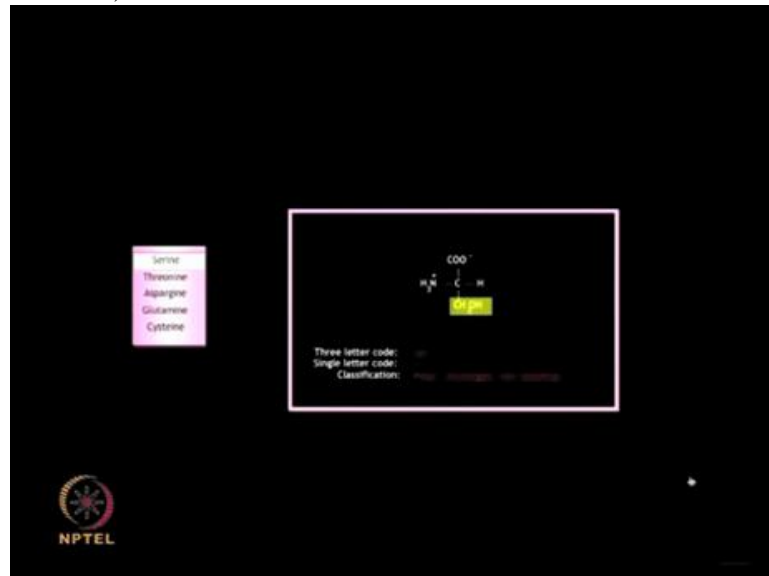 Serine
Threonine
Aspargine
Glutamine
Cysteine
COO⁻
H₃N⁺ – C – H
CH₂OH
Three letter code:
Single letter code:
Classification:
NPTEL